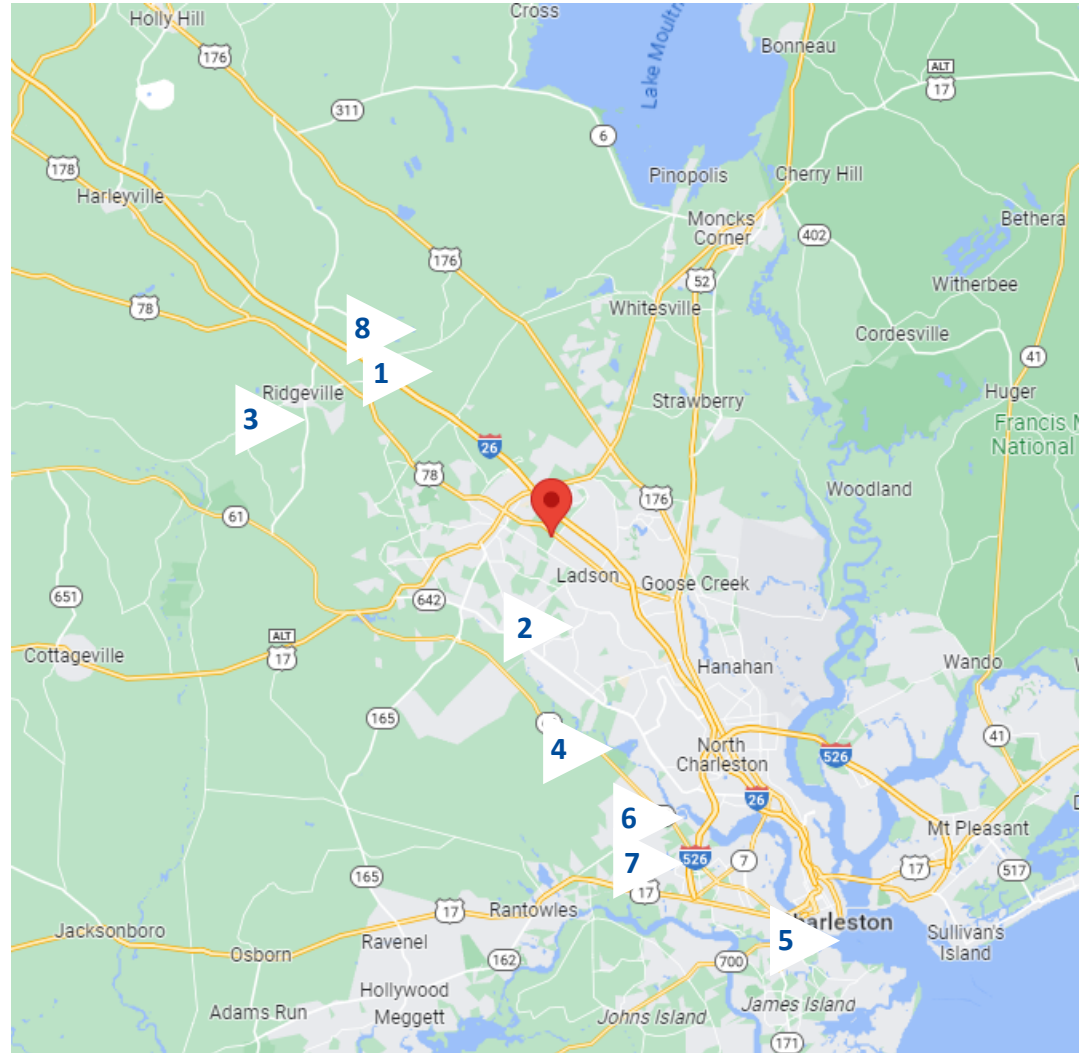 Cross
Holly Hill
Bonneau
176
Lake Moultrie
ALT
17
311
6
178
Harleyville
Pinopolis
Cherry Hill
Moncks
Corner
402
Bethera
176
52
Witherbee
78
Whitesville
Cordesville
8
41
1
Ridgeville
Huger
3
Strawberry
Francis M
National
26
78
176
Woodland
61
Ladson
Goose Creek
651
642
2
ALT
17
Cottageville
Hanahan
Wando
165
4
North
Charleston
41
526
26
6
Mt Pleasant
7
526
7
17
517
165
17
17
Rantowles
Jacksonboro
Ravenel
5
harleston
Sullivan's
Island
Osborn
162
700
Hollywood
James Island
Adams Run
Meggett
Johns Island
171